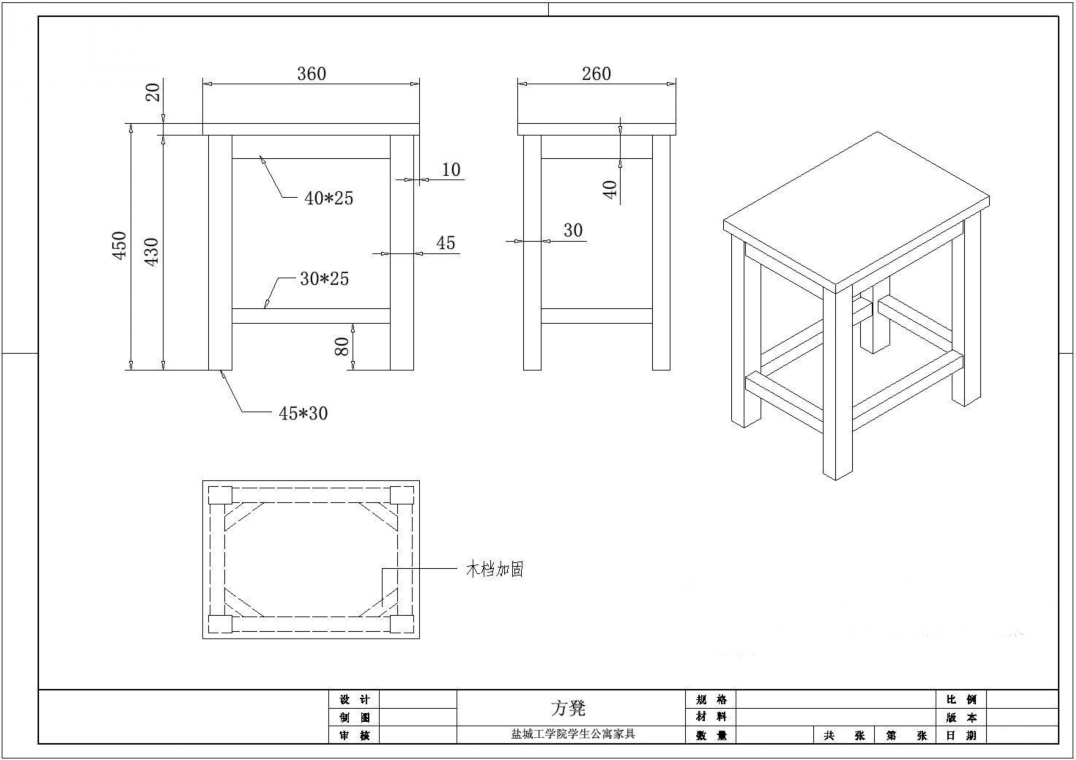 360
20
450
430
10
40*25
45
30*25
80
45*30
260
40
30
木档加固
设 计
制 图
审 核
方凳
盐城工学院学生公寓家具
规 格
材 料
数 量
共 张 第 张
比 例
版 本
日 期